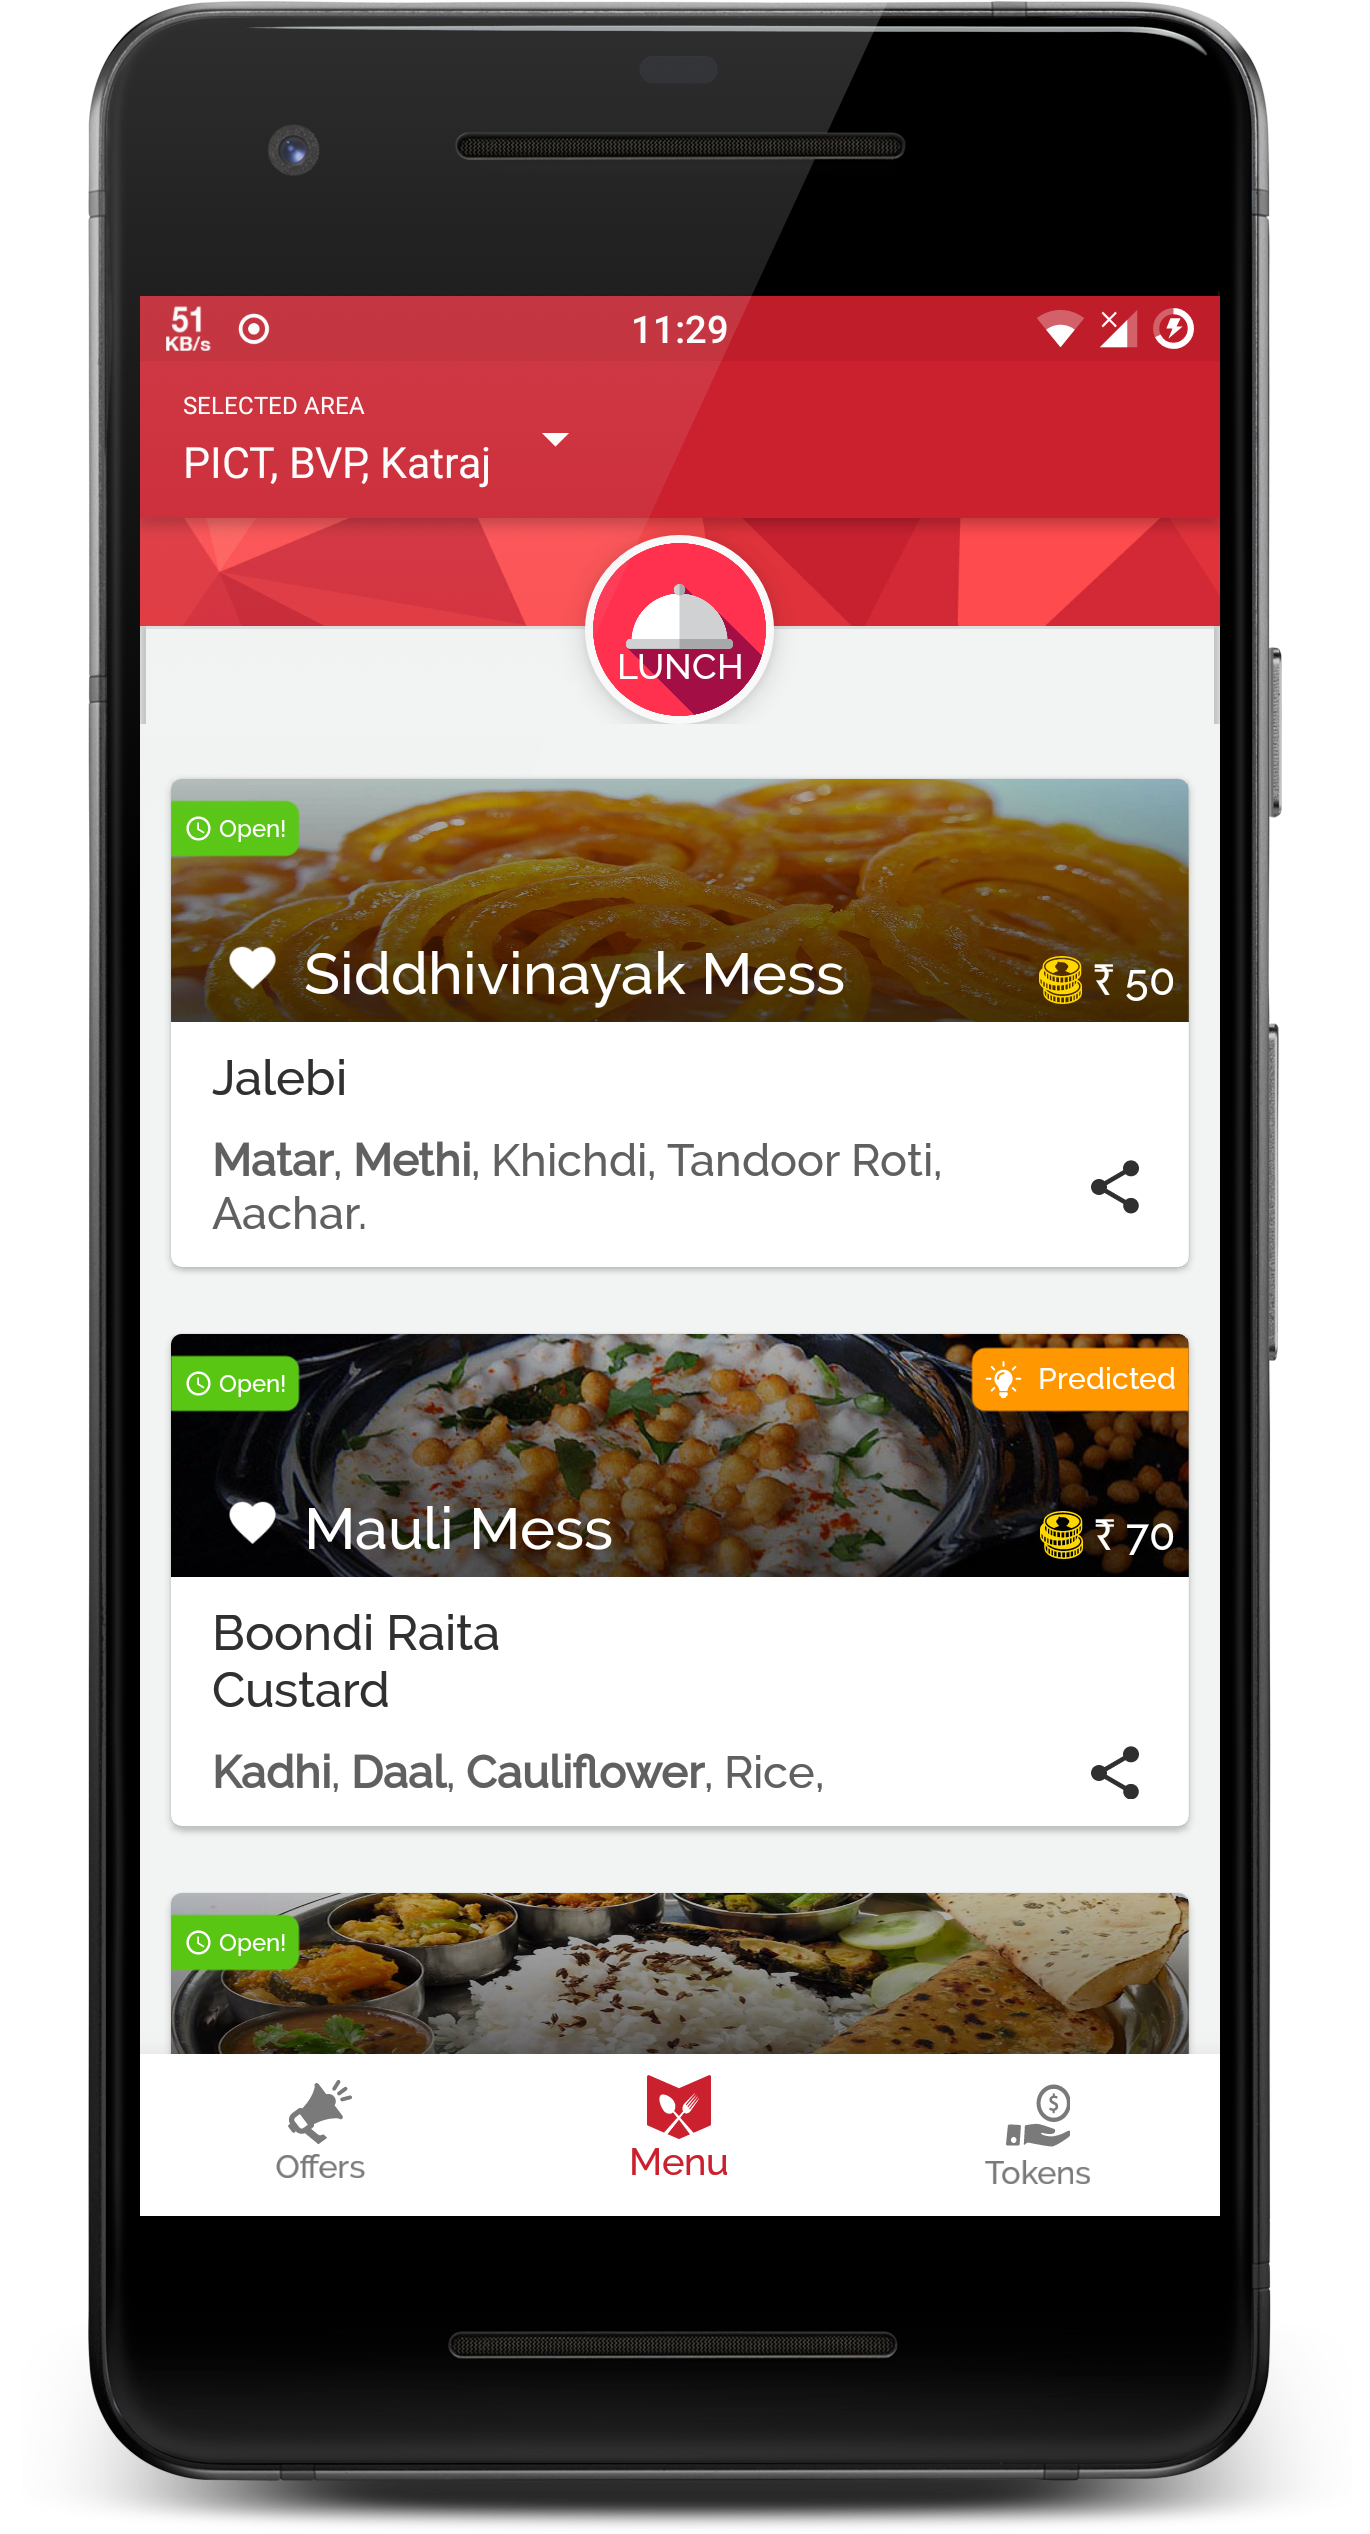 51
KB/s
11:29
SELECTED AREA
PICT, BVP, Katraj
LUNCH
Open!
Siddhivinayak Mess
₹ 50
Jalebi
Matar, Methi, Khichdi, Tandoor Roti,
Aachar.
Open!
Predicted
Mauli Mess
₹ 70
Boondi Raita
Custard
Kadhi, Daal, Cauliflower, Rice,
Open!
Offers
Menu
Tokens